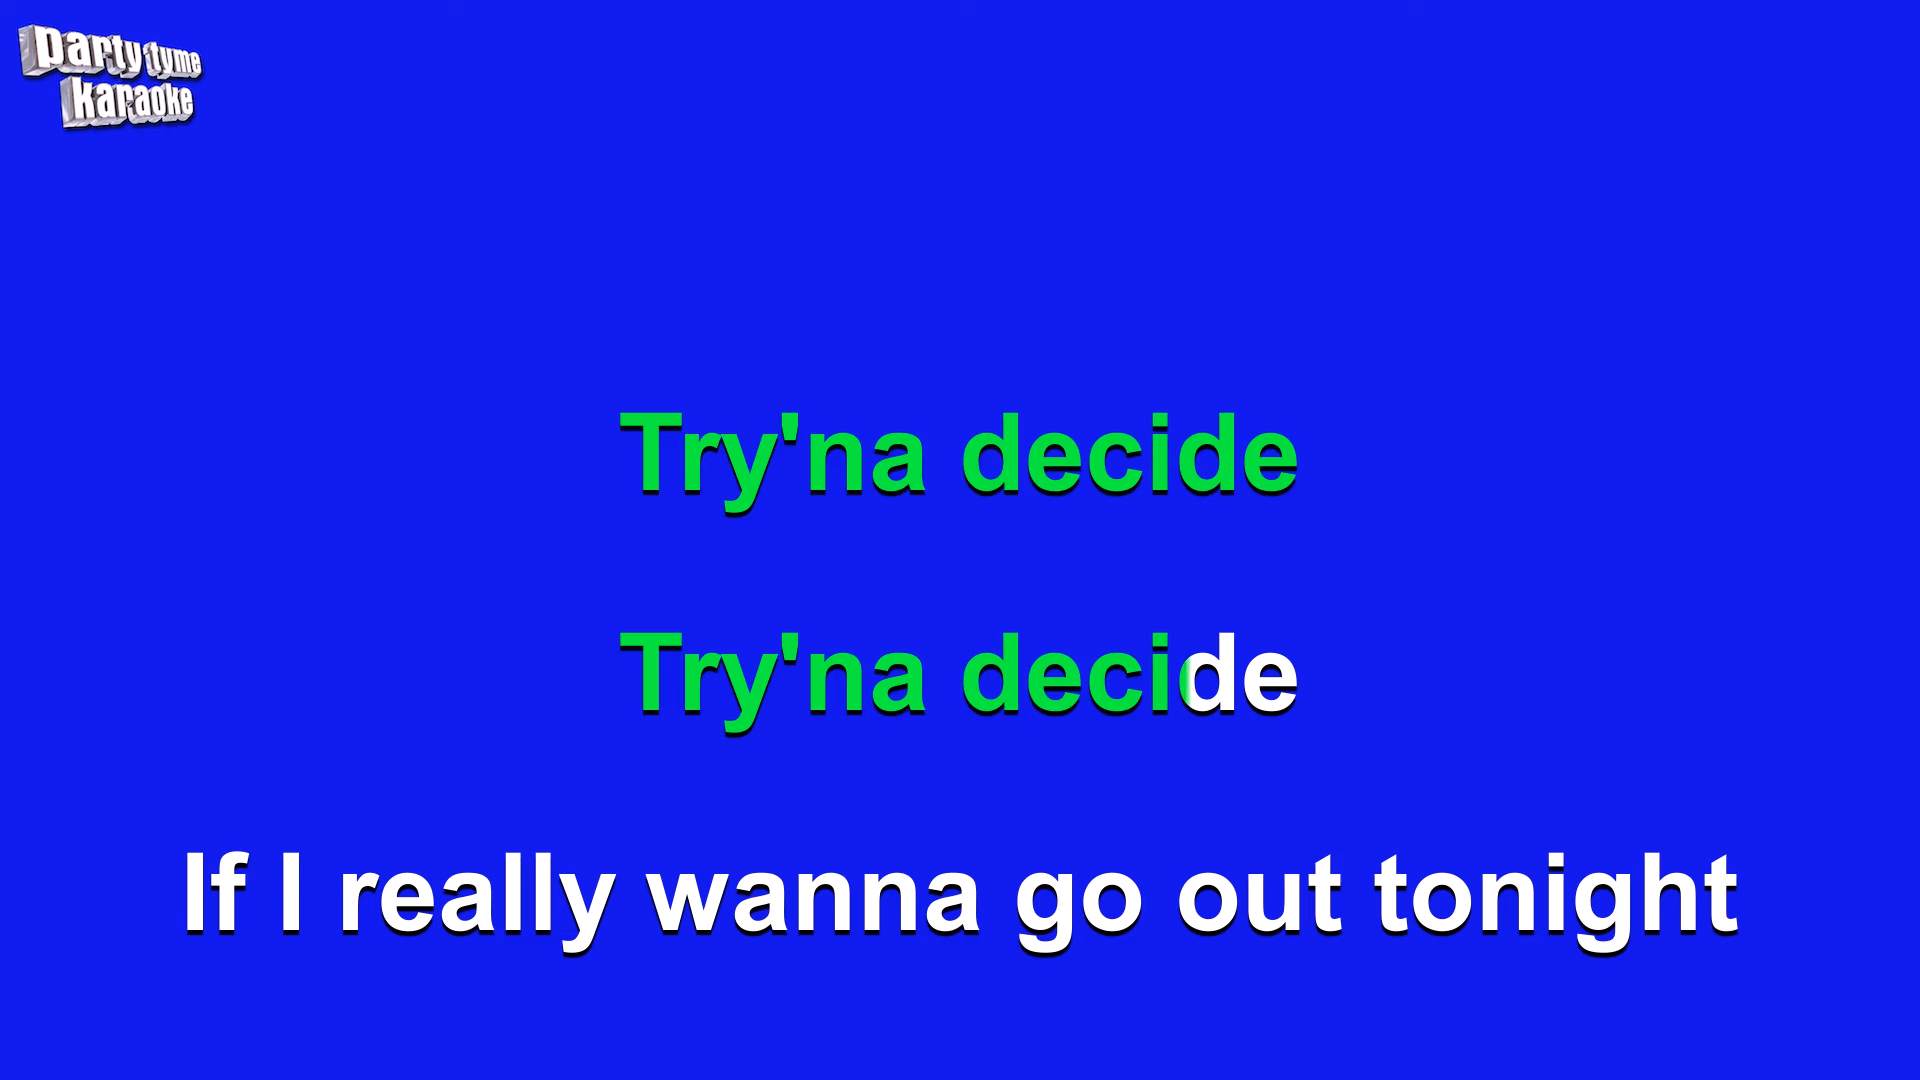 party tyme
karaoke
Try'na decide
Try'na decide
If I really wanna go out tonight